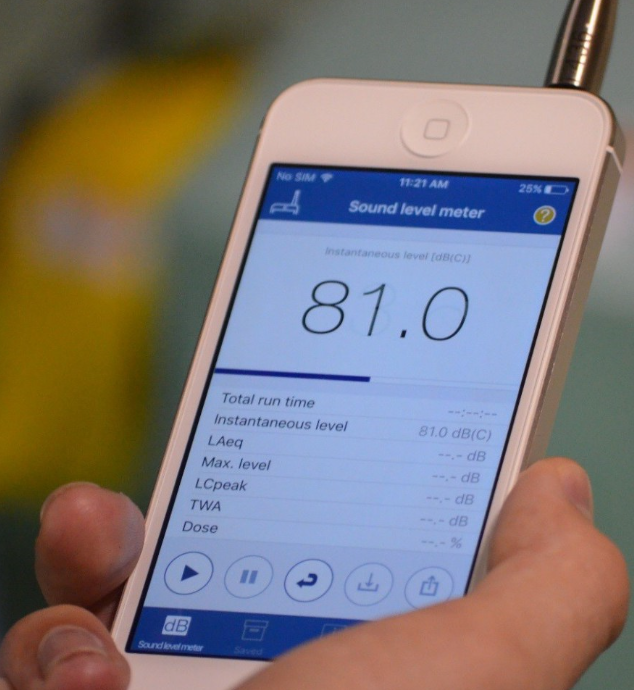 No SIM 11:21 AM 25%
Sound level meter ?
Instantaneous level [dB(C)]
81.0
Total run time --:--:--
Instantaneous level 81.0 dB(C)
LAeq --.- dB
Max. level --.- dB
LCpeak --.- dB
TWA --.- dB
Dose --.- %
dB
Sound level meter Saved